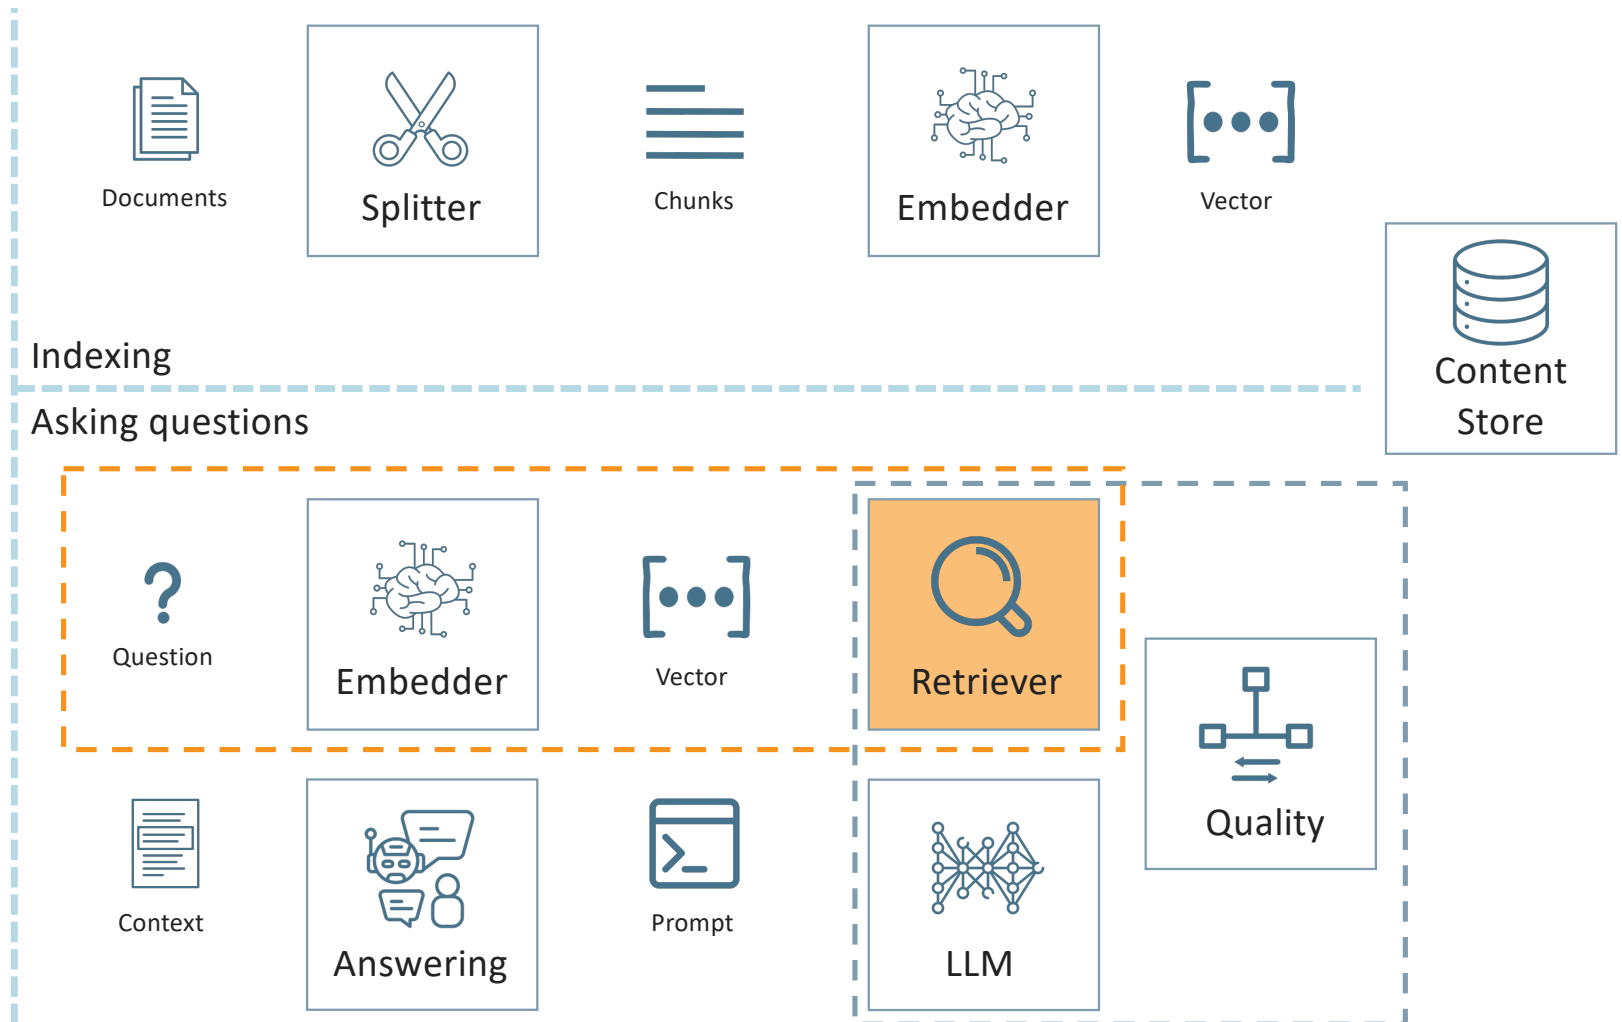 Documents
Splitter
Chunks
Embedder
Vector
Content
Store
Indexing
Asking questions
Question
Embedder
Vector
Retriever
Quality
Context
Answering
Prompt
LLM